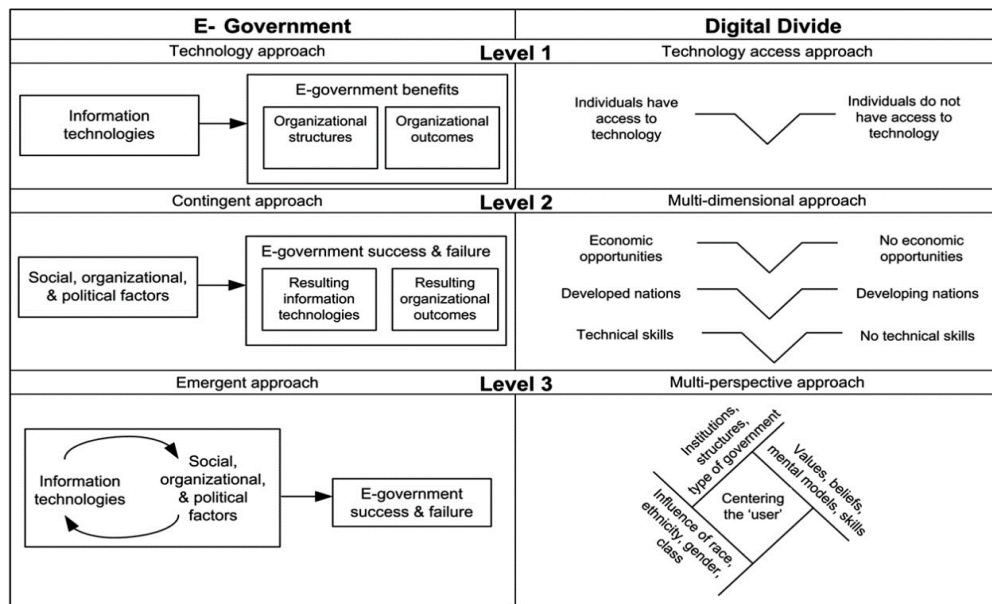 E- Government
Digital Divide
Technology approach
Level 1
Technology access approach
Information
technologies
E-government benefits
Organizational
structures
Organizational
outcomes
Individuals have
access to
technology
Individuals do not
have access to
technology
Contingent approach
Level 2
Multi-dimensional approach
Social, organizational,
& political factors
E-government success & failure
Resulting
information
technologies
Resulting
organizational
outcomes
Economic
opportunities
No economic
opportunities
Developed nations
Developing nations
Technical skills
No technical skills
Emergent approach
Level 3
Multi-perspective approach
Information
technologies
Social,
organizational,
& political
factors
E-government
success & failure
Institutions,
structures,
type of government
Values, beliefs,
mental models, skills
Centering
the 'user'
Influence of race,
ethnicity, gender,
class